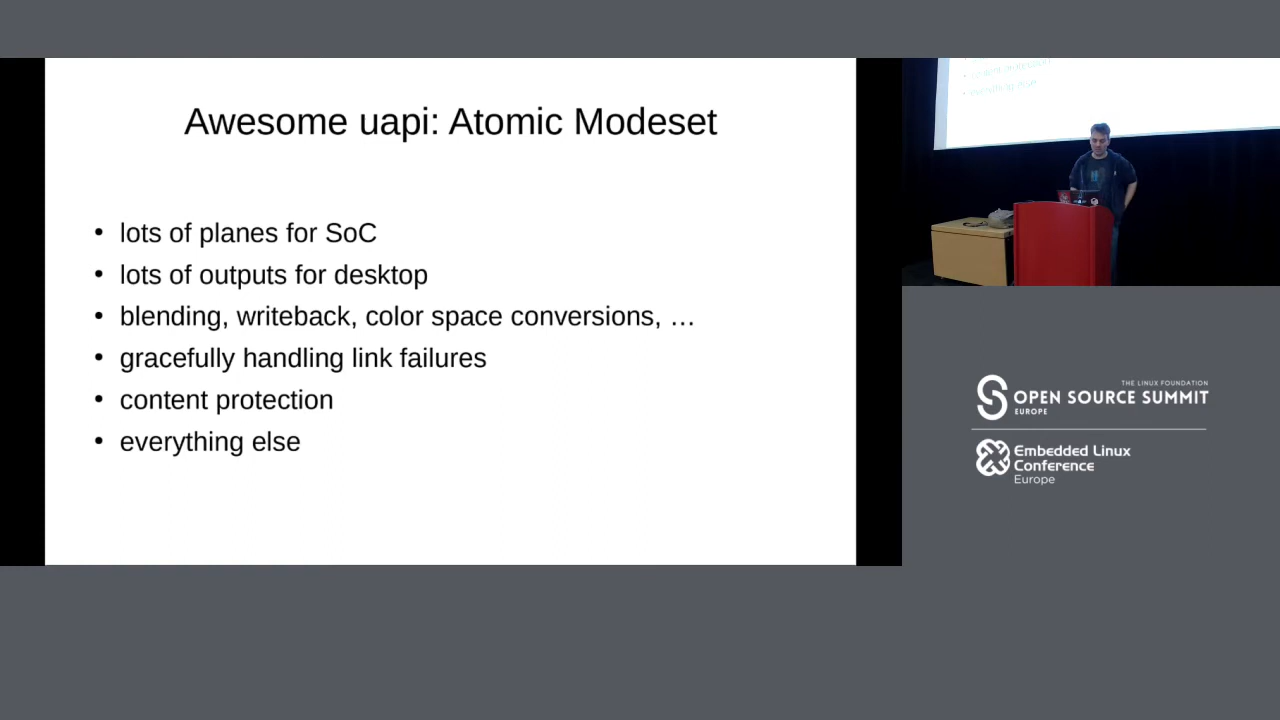 Awesome uapi: Atomic Modeset
• lots of planes for SoC
• lots of outputs for desktop
• blending, writeback, color space conversions, …
• gracefully handling link failures
• content protection
• everything else
THE LINUX FOUNDATION
OPEN SOURCE SUMMIT
EUROPE
Embedded Linux
Conference
Europe